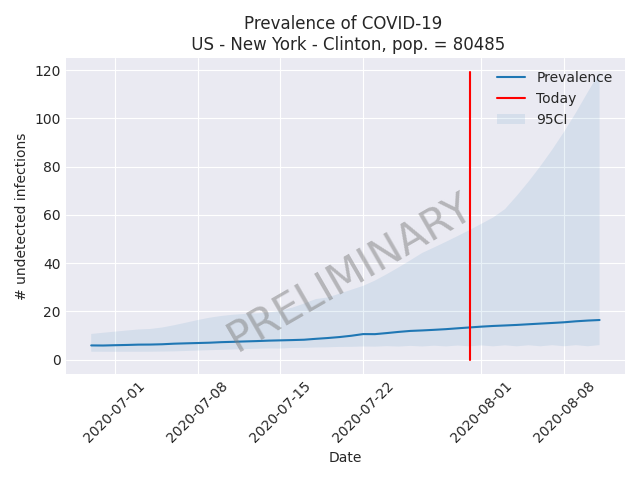 Prevalence of COVID-19
US - New York - Clinton, pop. = 80485
120
100
80
60
40
20
0
# undetected infections
Prevalence
Today
95CI
PRELIMINARY
2020-07-01
2020-07-08
2020-07-15
2020-07-22
2020-08-01
2020-08-08
Date